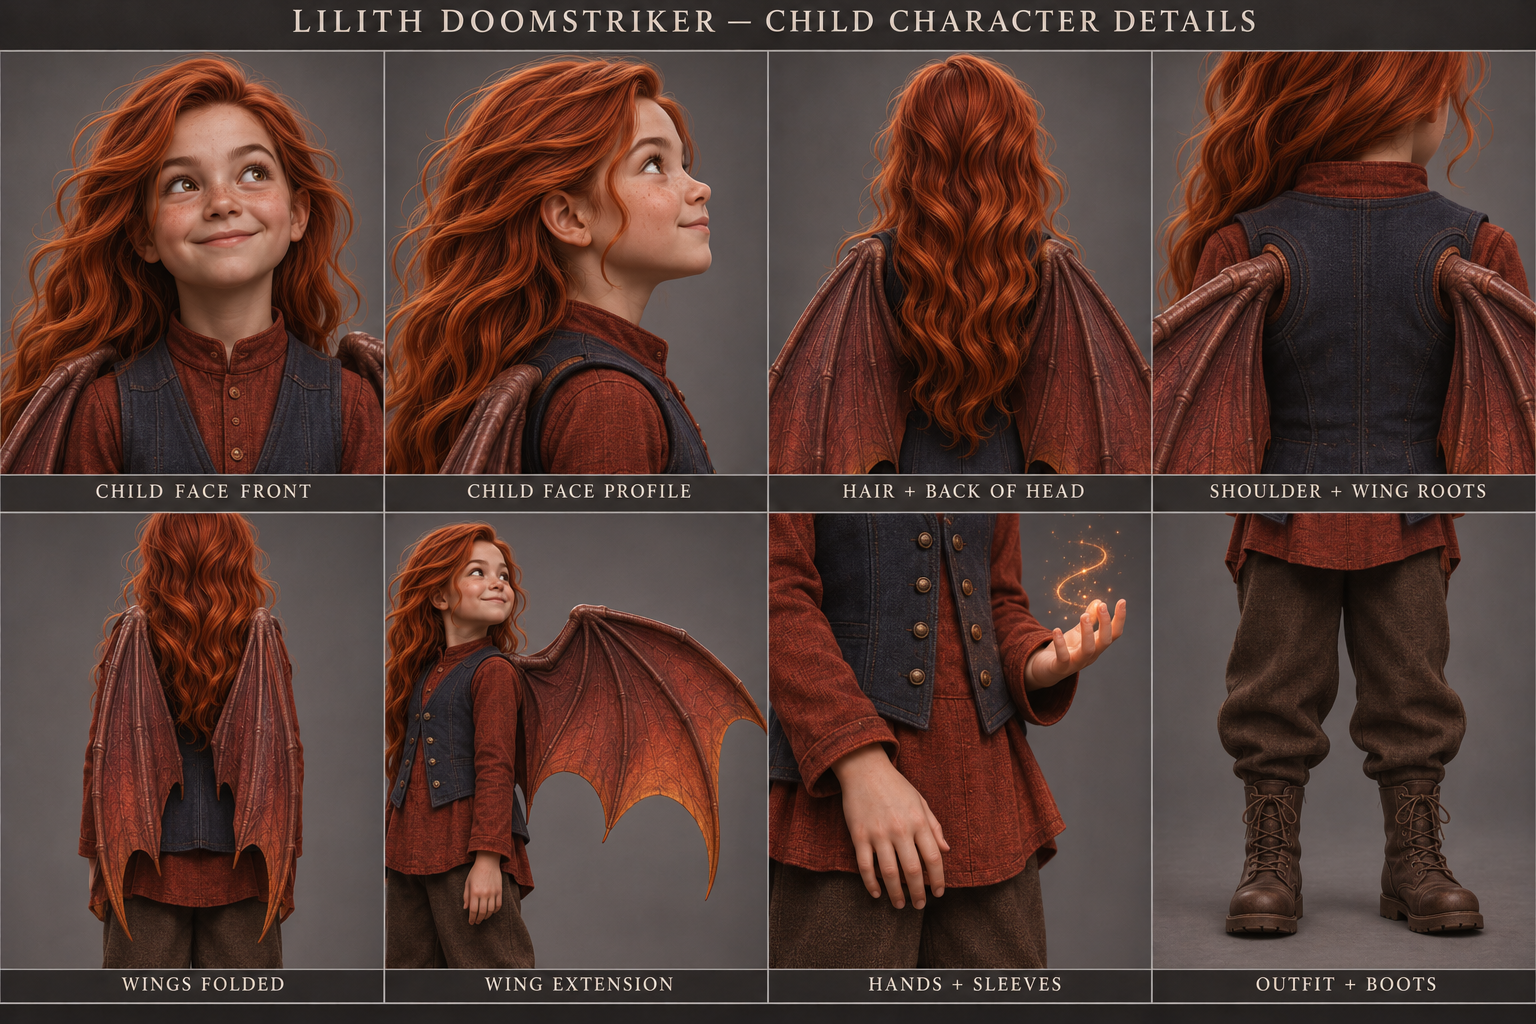 LILITH DOOMSTRIKER — CHILD CHARACTER DETAILS
CHILD FACE FRONT
CHILD FACE PROFILE
HAIR + BACK OF HEAD
SHOULDER + WING ROOTS
WINGS FOLDED
WING EXTENSION
HANDS + SLEEVES
OUTFIT + BOOTS